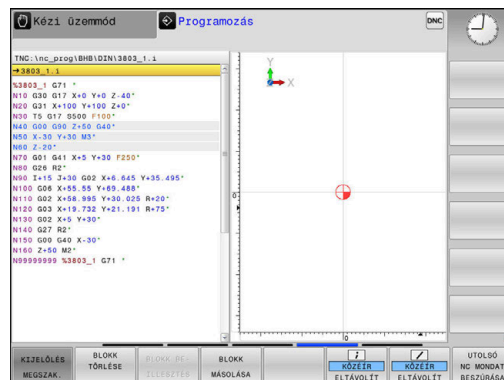 Kézi üzemmód
Programozás
DNC
TNC:\nc_prog\BHB\DIN\3803_1.i
→3803_1.i
%3803_1 G71 *
N10 G30 G17 X+0 Y+0 Z-40*
N20 G31 X+100 Y+100 Z+0*
N30 T5 G17 S500 F100*
N40 G00 G90 Z+50 G40*
N50 X-30 Y+30 M3*
N60 Z-20*
N70 G01 G41 X+5 Y+30 F250*
N80 G26 R2*
N90 I+15 J+30 G02 X+6.645 Y+35.495*
N100 G06 X+55.55 Y+69.488*
N110 G02 X+58.995 Y+30.025 R+20*
N120 G03 X+19.732 Y+21.191 R+75*
N130 G02 X+5 Y+30*
N140 G27 R2*
N150 G00 G40 X-30*
N160 Z+50 M2*
N99999999 %3803_1 G71 *
Y
X
0
0
KIJELÖLÉS
MEGSZAK.
BLOKK
TÖRLÉSE
BLOKK BE-
ILLESZTÉS
BLOKK
MÁSOLÁSA
KÖZÉÍR
ELTÁVOLÍT
KÖZÉÍR
ELTÁVOLÍT
UTOLSÓ
NC MONDAT
BESZÚRÁSA